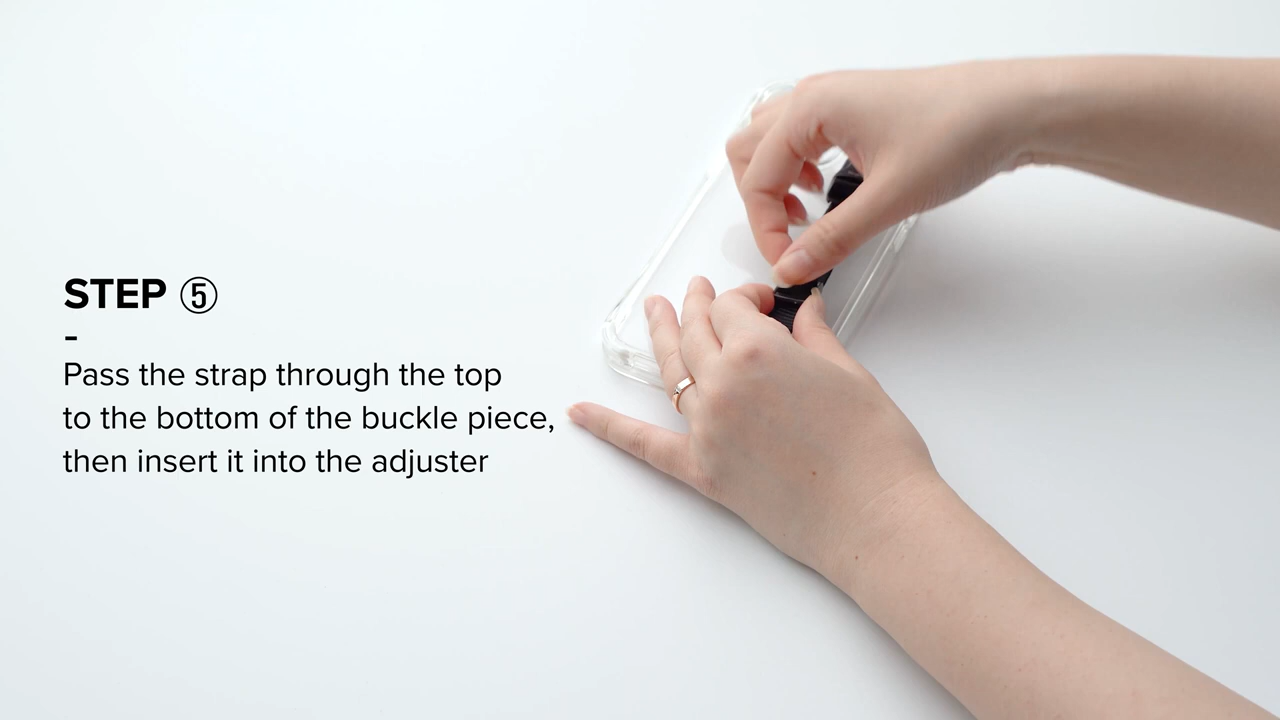 STEP ⑤
-
Pass the strap through the top
to the bottom of the buckle piece,
then insert it into the adjuster